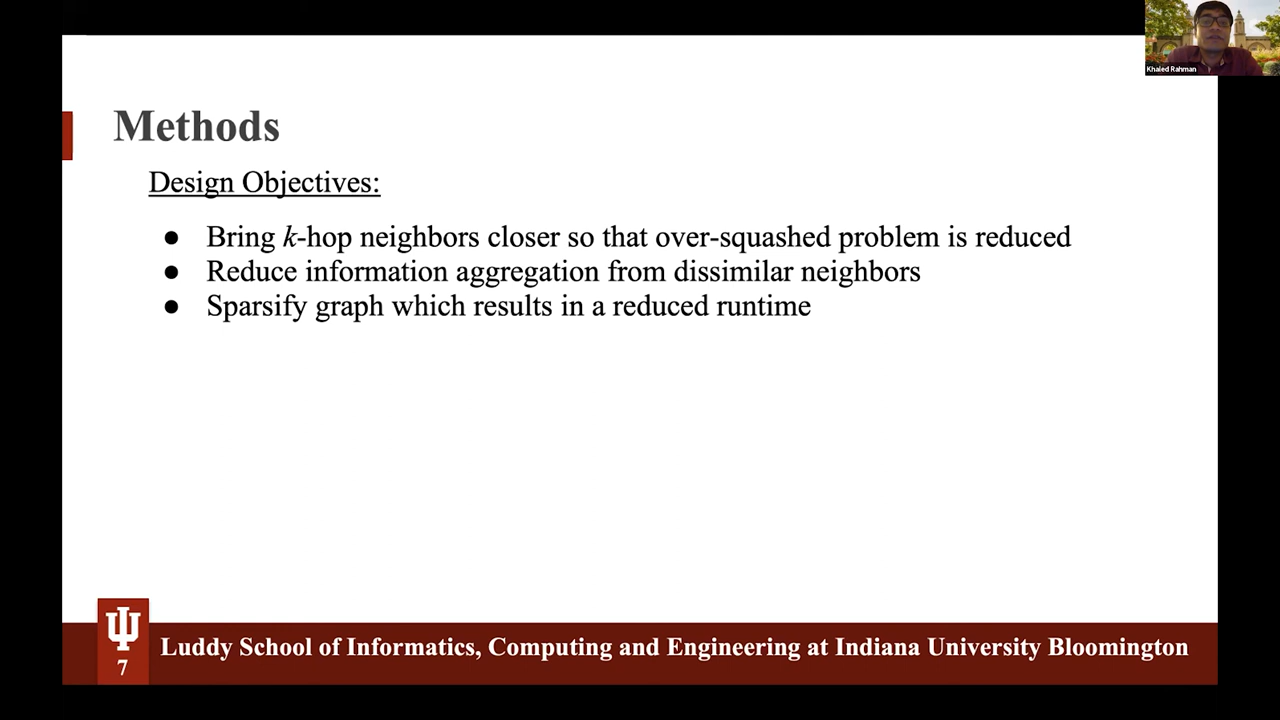 Khaled Rahman
Methods
Design Objectives:
● Bring k-hop neighbors closer so that over-squashed problem is reduced
● Reduce information aggregation from dissimilar neighbors
● Sparsify graph which results in a reduced runtime
Luddy School of Informatics, Computing and Engineering at Indiana University Bloomington
7